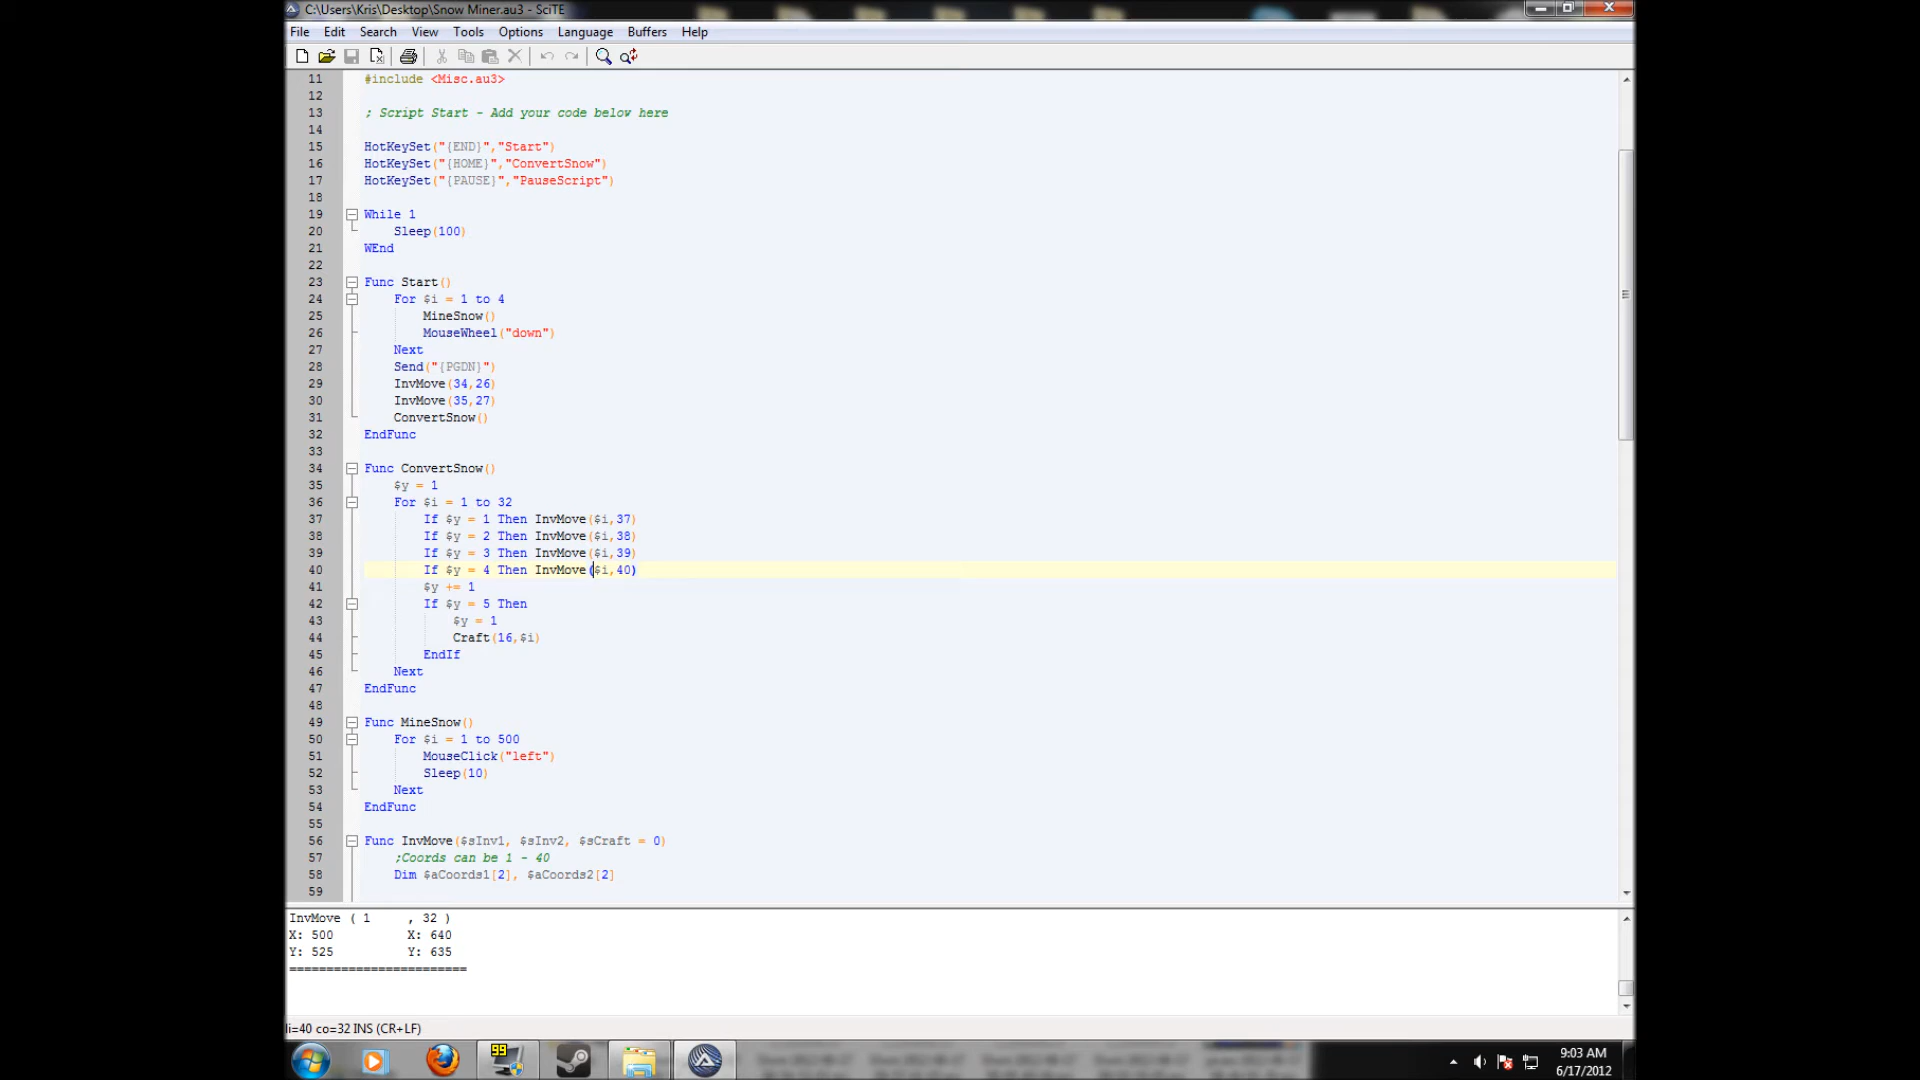 C:\Users\Kris\Desktop\Snow Miner.au3 - SciTE
File Edit Search View Tools Options Language Buffers Help
11 #include <Misc.au3>
12
13 ; Script Start - Add your code below here
14
15 HotKeySet("{END}","Start")
16 HotKeySet("{HOME}","ConvertSnow")
17 HotKeySet("{PAUSE}","PauseScript")
18
19 While 1
20 Sleep(100)
21 WEnd
22
23 Func Start()
24 For $i = 1 to 4
25 MineSnow()
26 MouseWheel("down")
27 Next
28 Send("{PGDN}")
29 InvMove(34,26)
30 InvMove(35,27)
31 ConvertSnow()
32 EndFunc
33
34 Func ConvertSnow()
35 $y = 1
36 For $i = 1 to 32
37 If $y = 1 Then InvMove($i,37)
38 If $y = 2 Then InvMove($i,38)
39 If $y = 3 Then InvMove($i,39)
40 If $y = 4 Then InvMove($i,40)
41 $y += 1
42 If $y = 5 Then
43 $y = 1
44 Craft(16,$i)
45 EndIf
46 Next
47 EndFunc
48
49 Func MineSnow()
50 For $i = 1 to 500
51 MouseClick("left")
52 Sleep(10)
53 Next
54 EndFunc
55
56 Func InvMove($sInv1, $sInv2, $sCraft = 0)
57 ;Coords can be 1 - 40
58 Dim $aCoords1[2], $aCoords2[2]
59
InvMove ( 1 , 32 )
X: 500 X: 640
Y: 525 Y: 635
========================
li=40 co=32 INS (CR+LF)
99
9:03 AM
6/17/2012